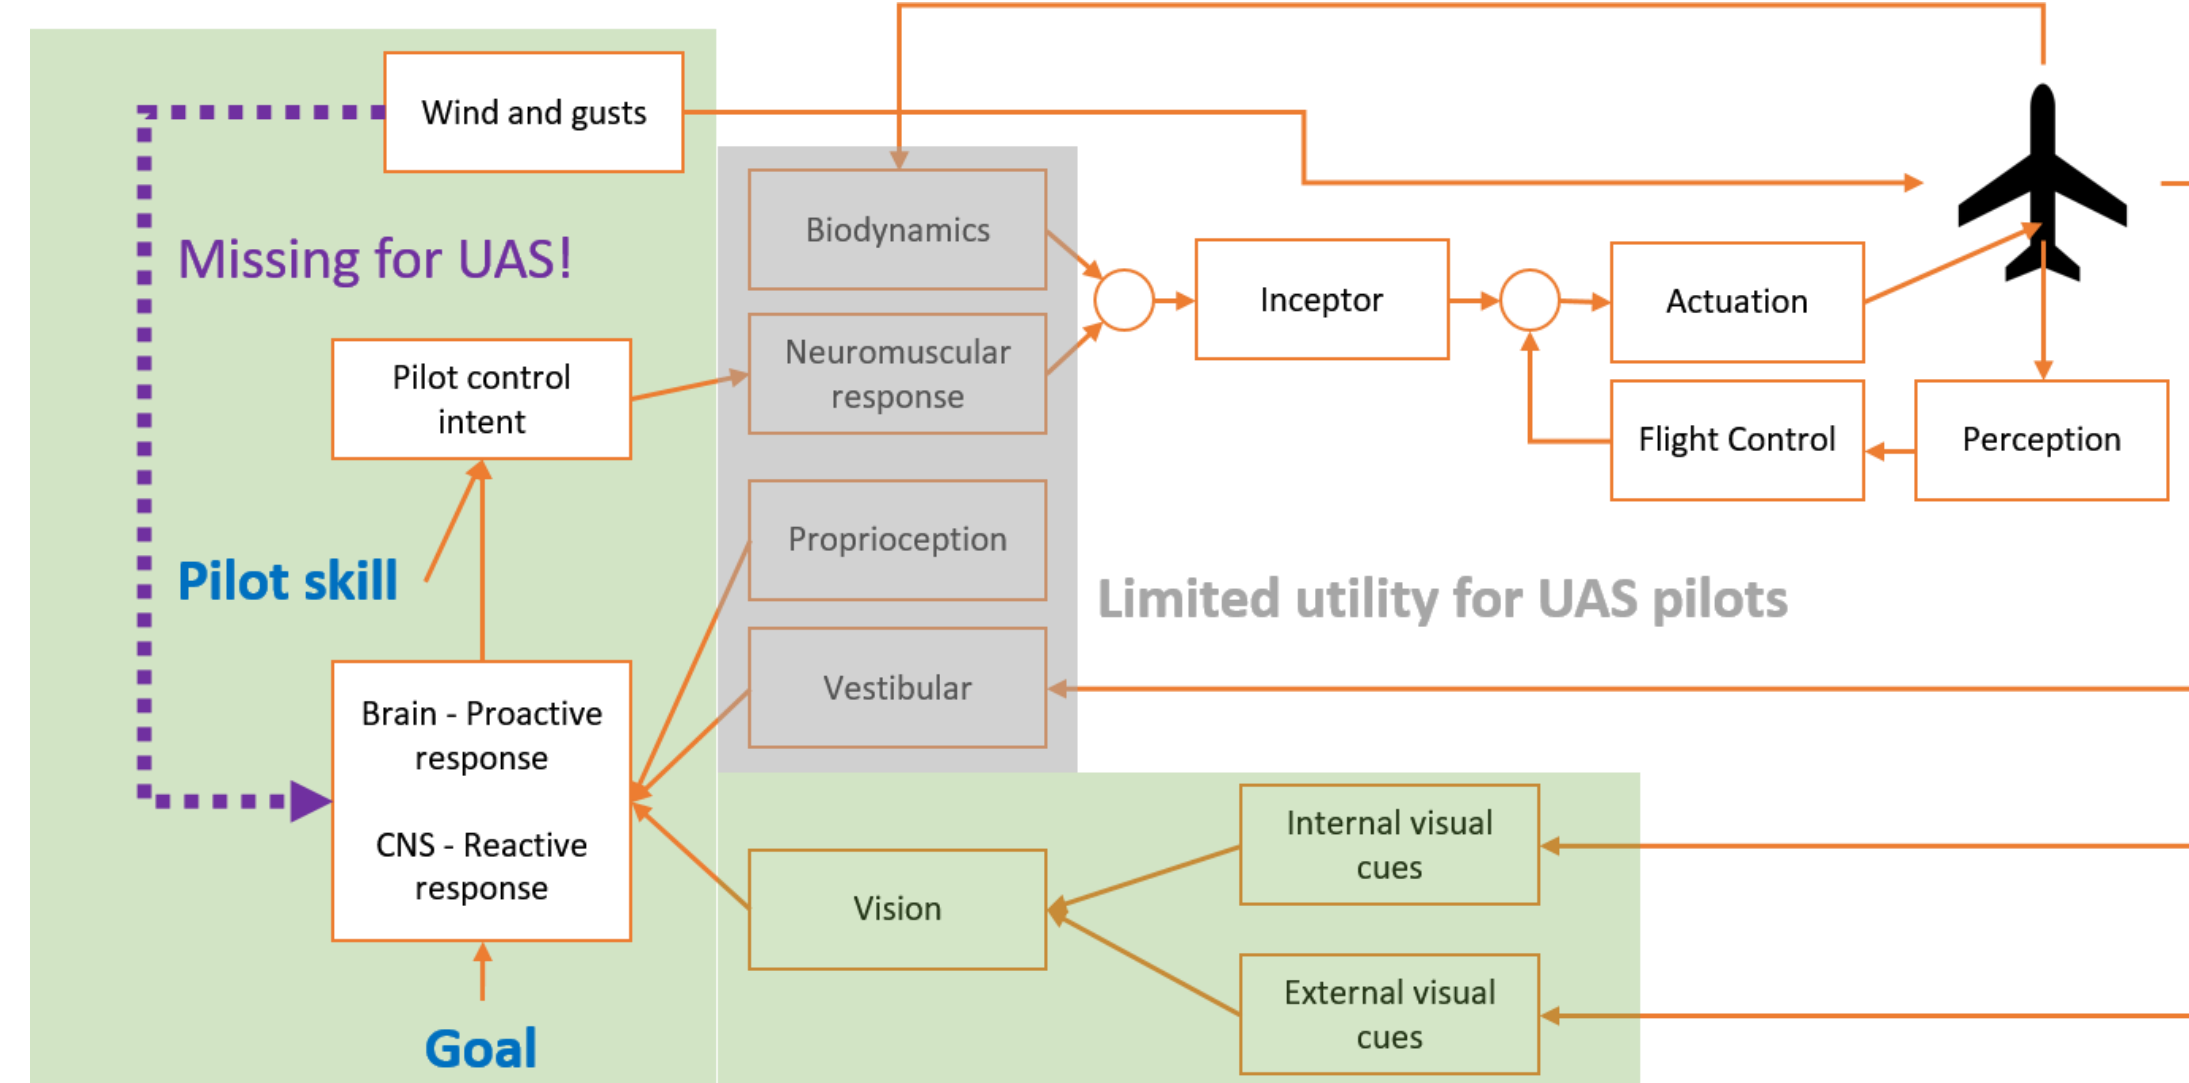 Wind and gusts
Missing for UAS!
Biodynamics
Neuromuscular
response
Inceptor
Actuation
Pilot control
intent
Flight Control
Perception
Proprioception
Pilot skill
Limited utility for UAS pilots
Vestibular
Brain - Proactive
response
CNS - Reactive
response
Internal visual
cues
Vision
External visual
cues
Goal